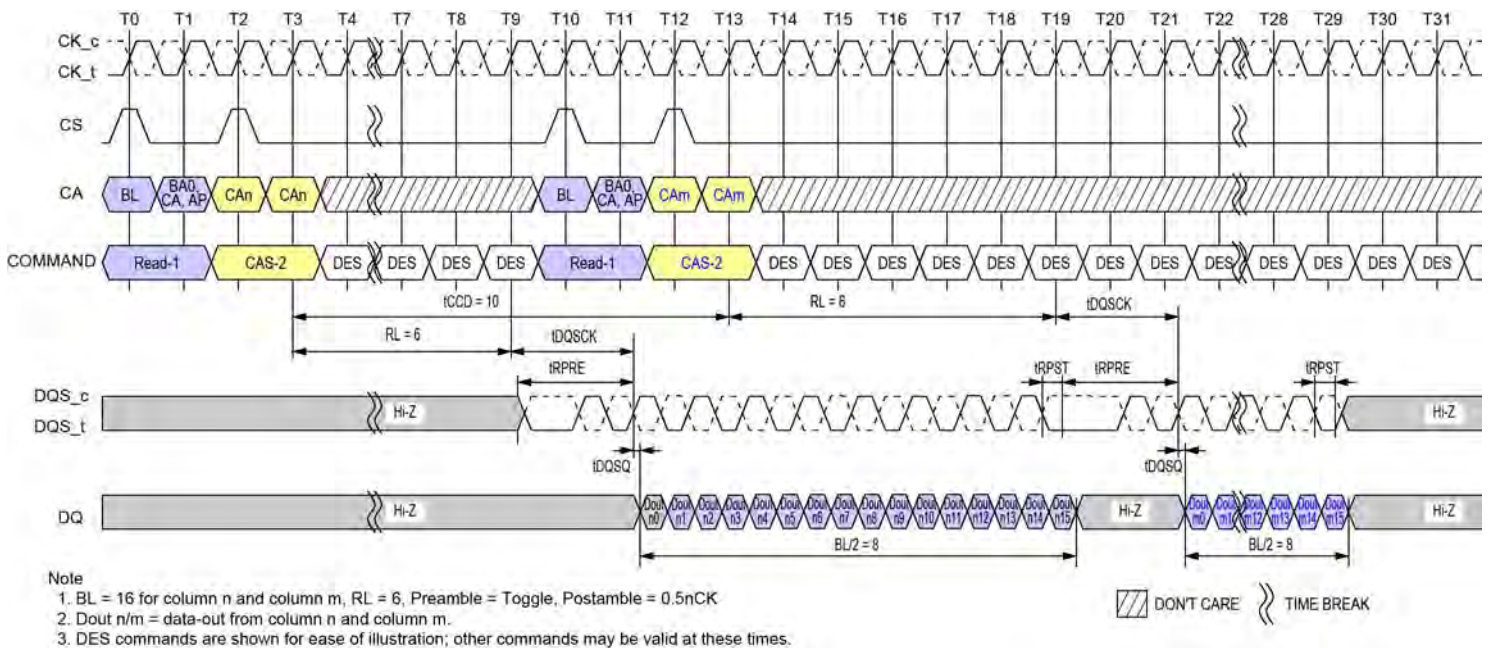 T0 T1 T2 T3 T4 T7 T8 T9 T10 T11 T12 T13 T14 T15 T16 T17 T18 T19 T20 T21 T22 T28 T29 T30 T31
CK_c
CK_t
CS
CA BL BA0, CA, AP CAn CAn BL BA0, CA, AP CAm CAm
COMMAND Read-1 CAS-2 DES DES DES DES Read-1 CAS-2 DES DES DES DES DES DES DES DES DES DES DES DES DES
tCCD = 10 RL = 6 tDQSCK
RL = 6 tDQSCK
tRPRE tRPST tRPRE tRPST
DQS_c
DQS_t
Hi-Z Hi-Z
tDQSQ tDQSQ
DQ Hi-Z Dout n0 Dout n1 Dout n2 Dout n3 Dout n4 Dout n5 Dout n6 Dout n7 Dout n8 Dout n9 Dout n10 Dout n11 Dout n12 Dout n13 Dout n14 Dout n15 Hi-Z Dout m0 Dout m1 Dout m12 Dout m13 Dout m14 Dout m15 Hi-Z
BL/2 = 8 BL/2 = 8
Note
1. BL = 16 for column n and column m, RL = 6, Preamble = Toggle, Postamble = 0.5nCK
2. Dout n/m = data-out from column n and column m.
3. DES commands are shown for ease of illustration; other commands may be valid at these times.
DON'T CARE TIME BREAK